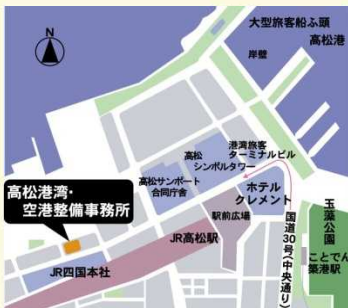 大型旅客船ふ頭
高松港
N
岸壁
港湾旅客
ターミナルビル
高松
シンボルタワー
高松サンポート
合同庁舎
ホテル
クレメント
高松港湾・
空港整備事務所
駅前広場
玉藻公園
国道30号(中央通り)
JR高松駅
ことでん
築港駅
JR四国本社